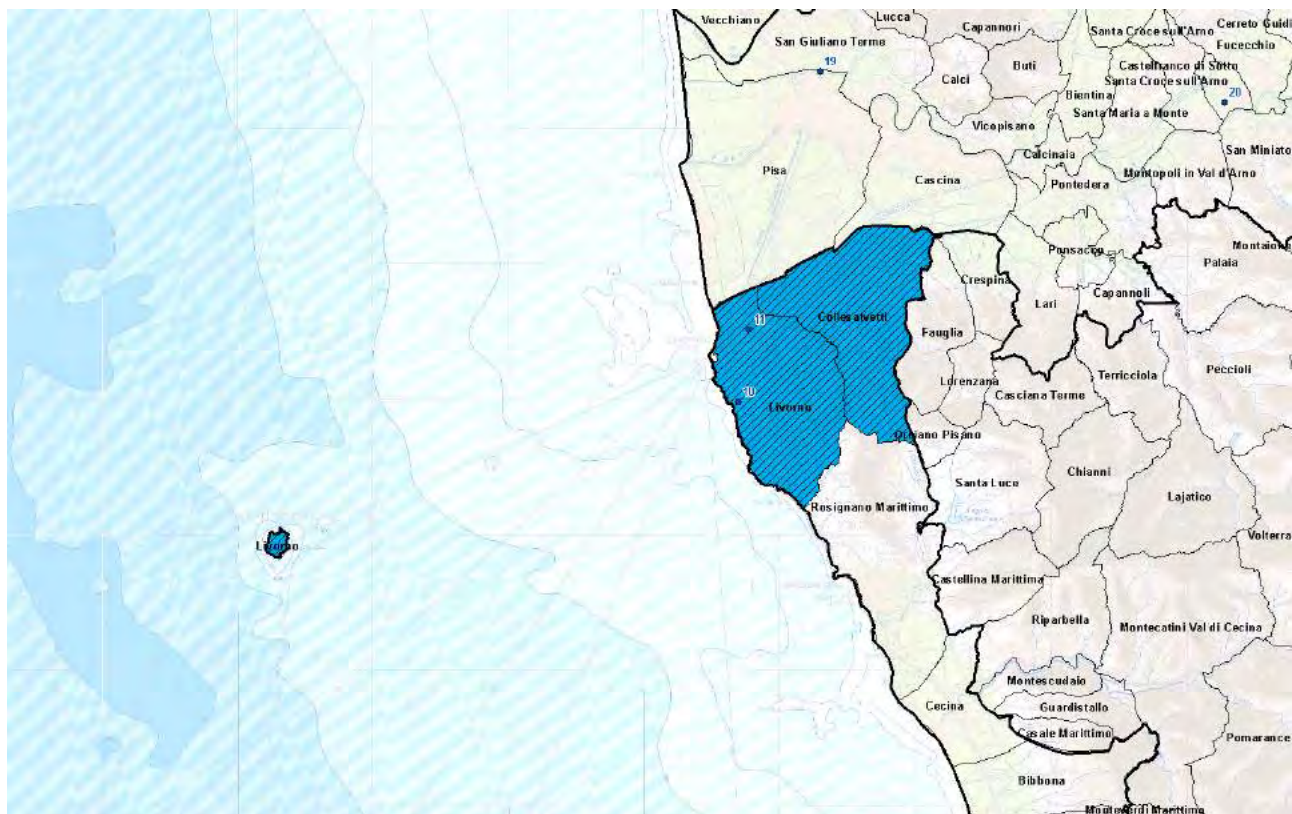 Vecchiano
Lucca
Capannori
Santa Croce sull'Arno
Cerreto Guidi
San Giuliano Terme
Fucecchio
19
Calci
Buti
Castelfranco di Sotto
Santa Croce sull'Arno
Bientina
20
Santa Maria a Monte
Vicopisano
Calcinaia
San Miniato
Pisa
Cascina
Pontedera
Montopoli in Val d'Arno
Ponsacco
Palaia
Crespina
Capannoli
Lari
Collesalvetti
11
Fauglia
Peccioli
Terricciola
Lorenzana
Casciana Terme
10
Livorno
Orciano Pisano
Chianni
Santa Luce
Lajatico
Rosignano Marittimo
Volterra
Livorno
Castellina Marittima
Riparbella
Montecatini Val di Cecina
Montescudaio
Cecina
Guardistallo
Casale Marittimo
Pomarance
Bibbona